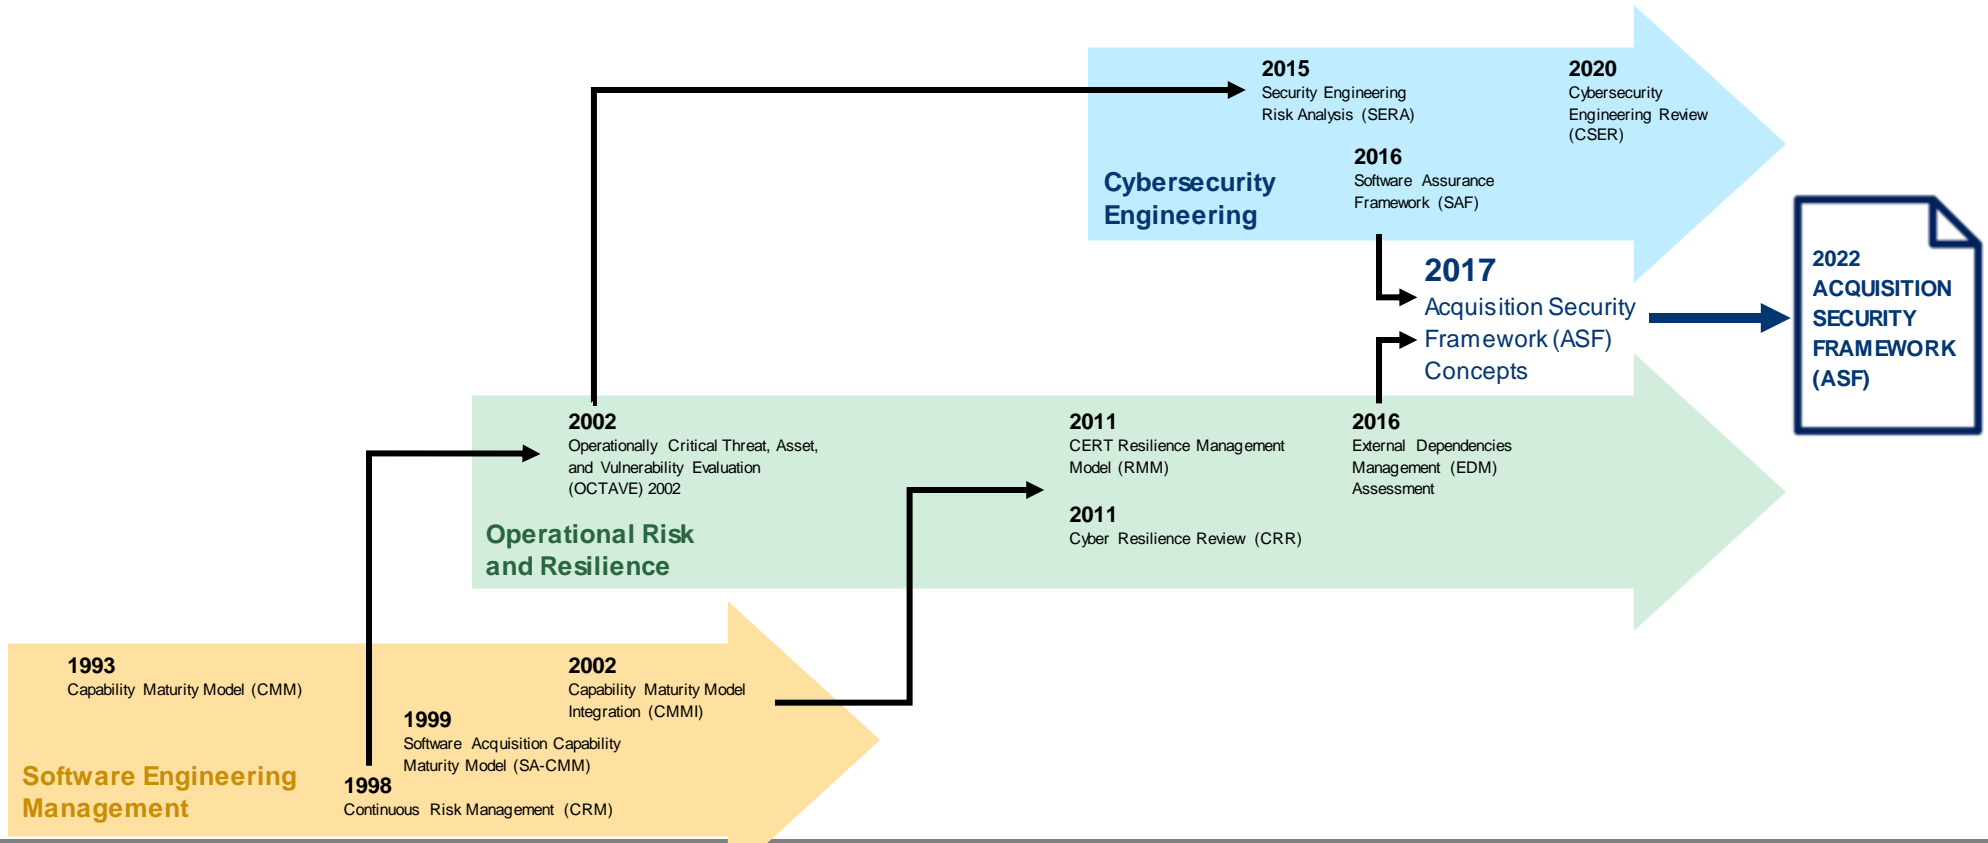 2015
Security Engineering
Risk Analysis (SERA)
2020
Cybersecurity
Engineering Review
(CSER)
2016
Software Assurance
Framework (SAF)
Cybersecurity
Engineering
2017
Acquisition Security
Framework (ASF)
Concepts
2022
ACQUISITION
SECURITY
FRAMEWORK
(ASF)
2002
Operationally Critical Threat, Asset,
and Vulnerability Evaluation
(OCTAVE) 2002
2011
CERT Resilience Management
Model (RMM)
2011
Cyber Resilience Review (CRR)
2016
External Dependencies
Management (EDM)
Assessment
Operational Risk
and Resilience
1993
Capability Maturity Model (CMM)
2002
Capability Maturity Model
Integration (CMMI)
1999
Software Acquisition Capability
Maturity Model (SA-CMM)
1998
Continuous Risk Management (CRM)
Software Engineering
Management